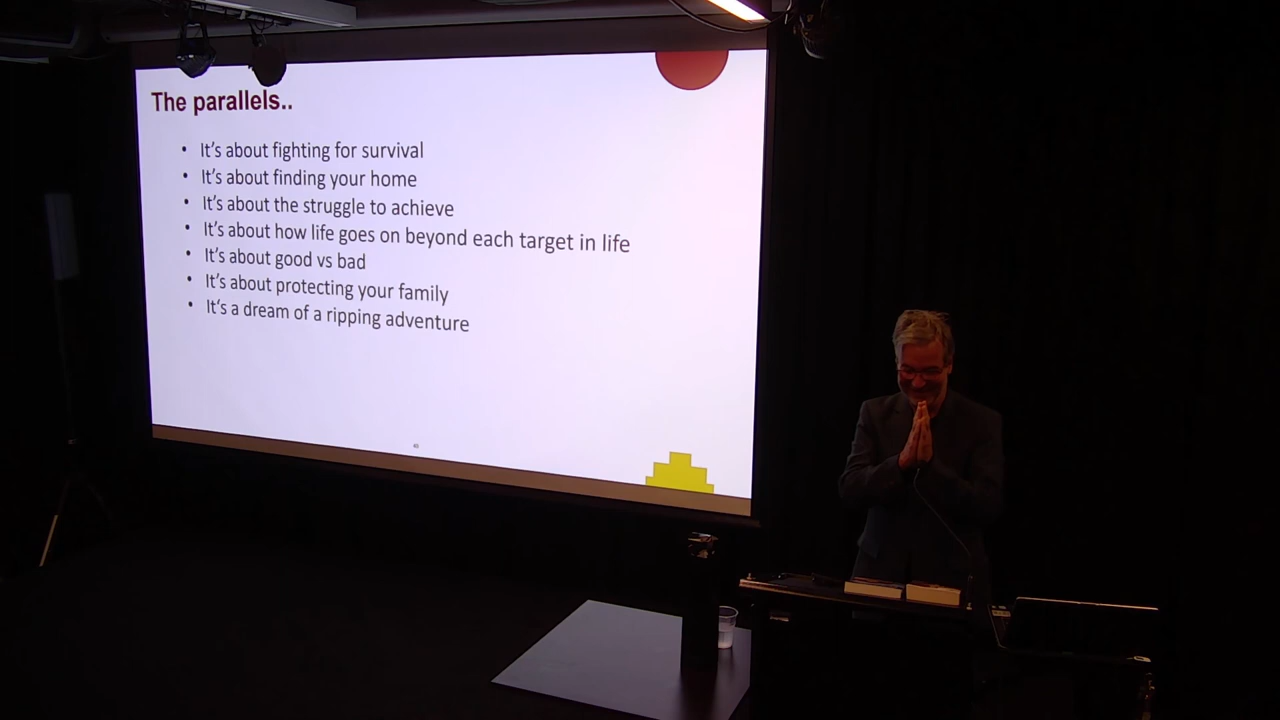 The parallels..
• It's about fighting for survival
• It's about finding your home
• It's about the struggle to achieve
• It's about how life goes on beyond each target in life
• It's about good vs bad
• It's about protecting your family
• It's a dream of a ripping adventure